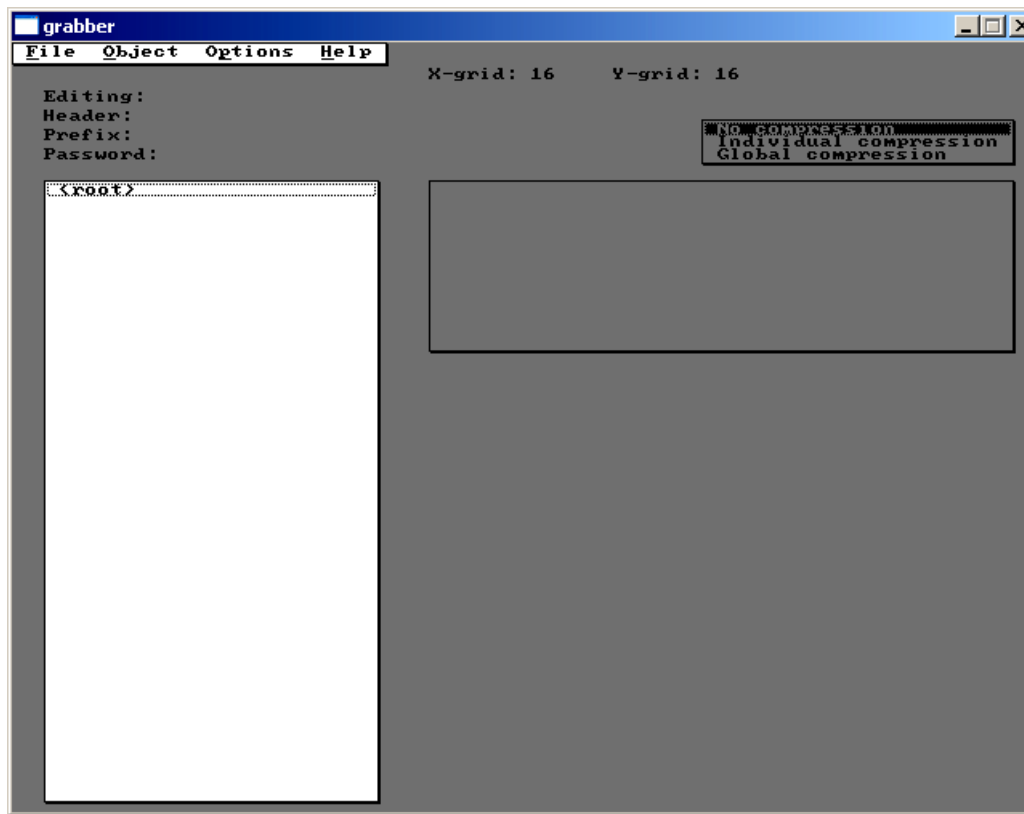 grabber
File Object Options Help
X-grid: 16 Y-grid: 16
Editing:
Header:
Prefix:
Password:
No compression
Individual compression
Global compression
<root>